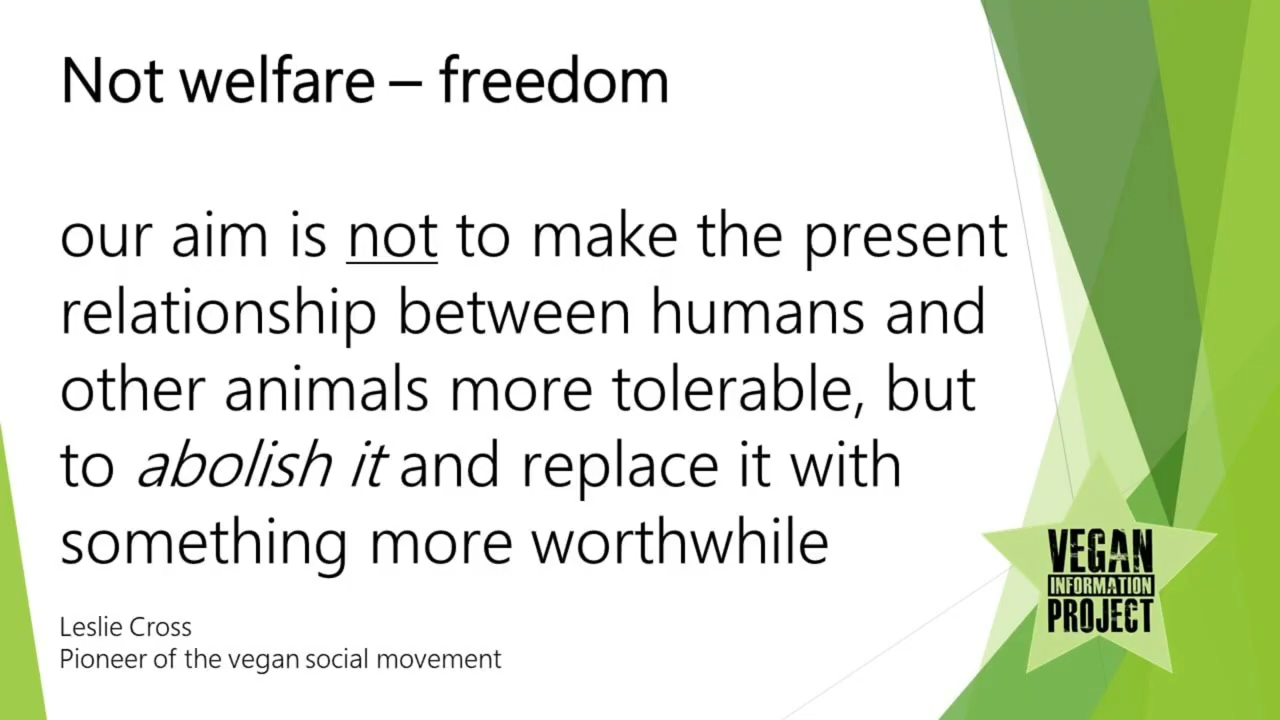 Not welfare – freedom
our aim is not to make the present
relationship between humans and
other animals more tolerable, but
to abolish it and replace it with
something more worthwhile
Leslie Cross
Pioneer of the vegan social movement
VEGAN
INFORMATION
PROJECT